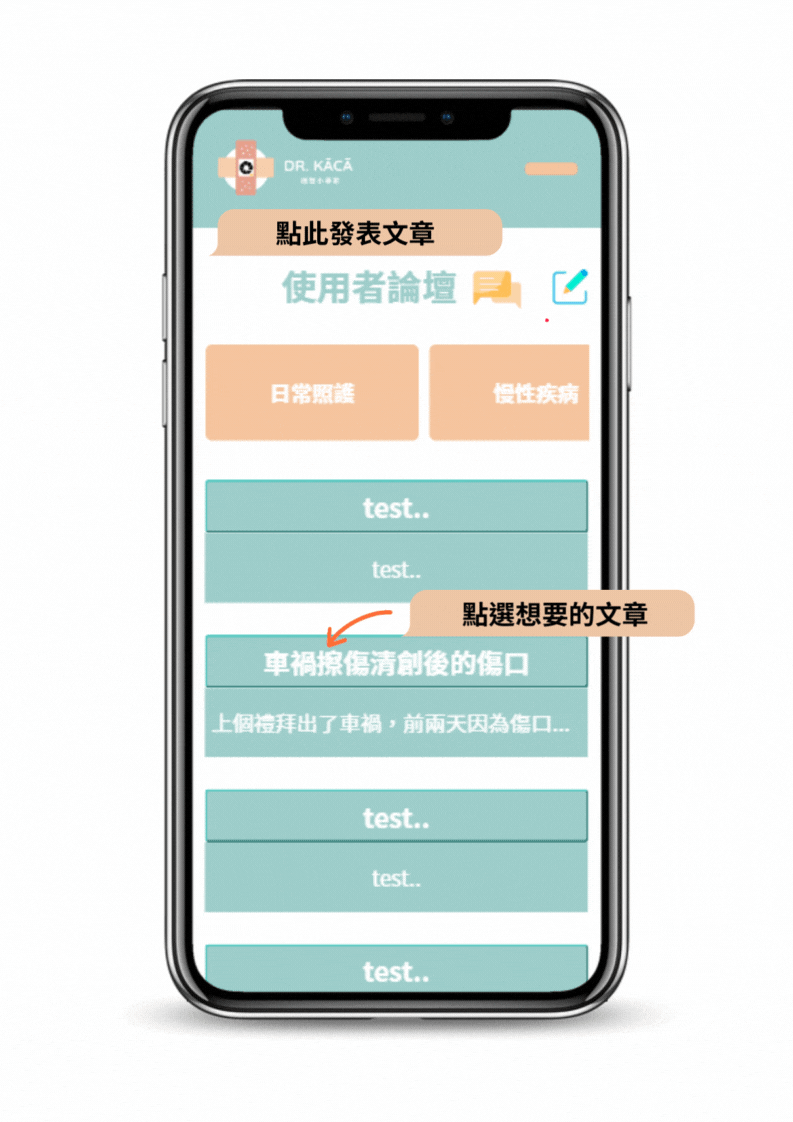 DR. KĀCĀ
點此發表文章
使用者論壇
日常照護
慢性疾病
test..
test..
點選想要的文章
車禍擦傷清創後的傷口
上個禮拜出了車禍，前兩天因為傷口...
test..
test..
test..